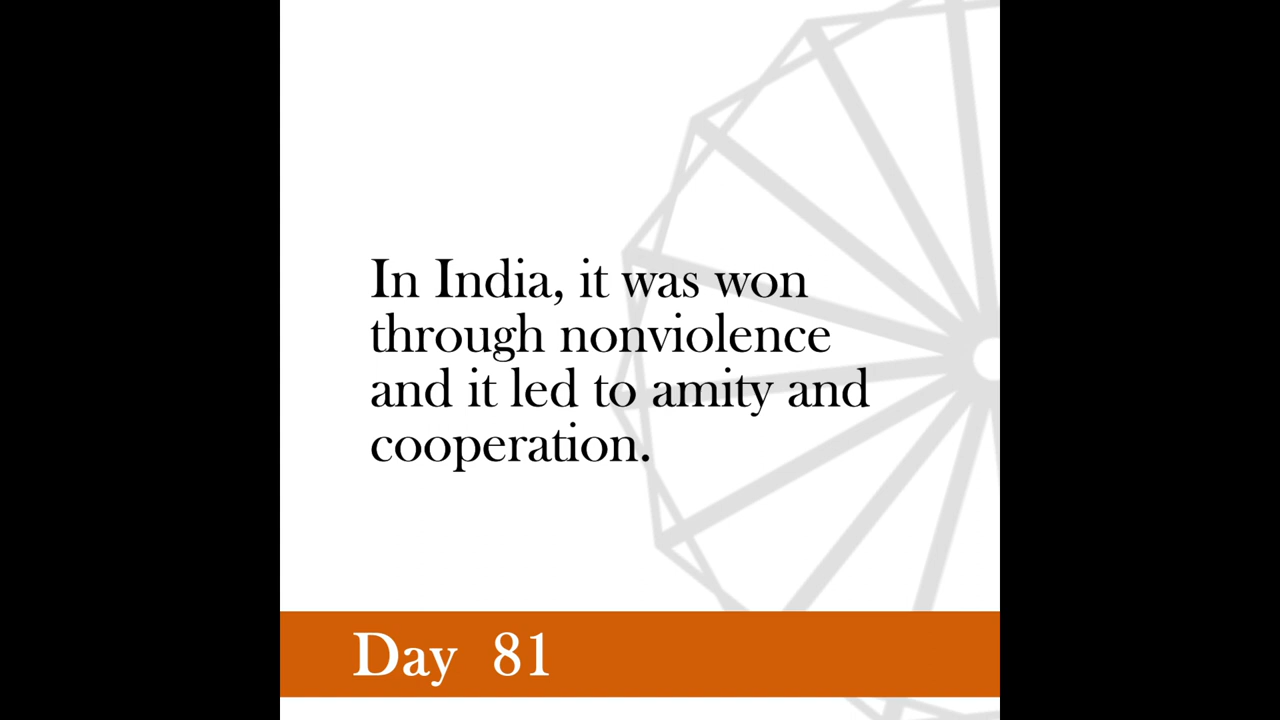 In India, it was won
through nonviolence
and it led to amity and
cooperation.
Day 81